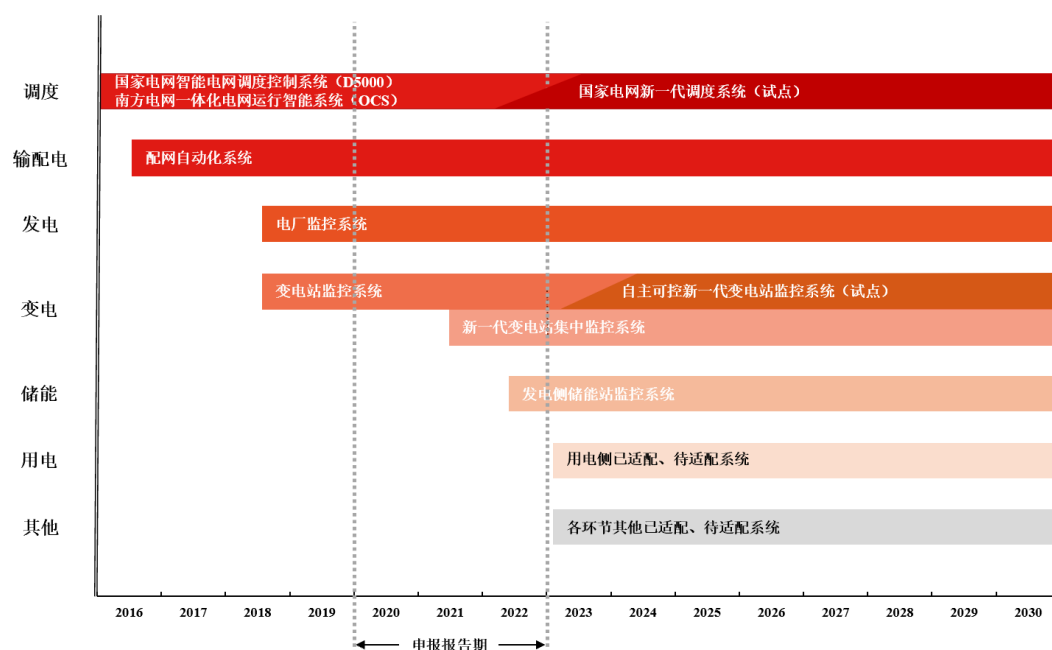 调度
国家电网智能电网调度控制系统（D5000）
南方电网一体化电网运行智能系统（OCS）
国家电网新一代调度系统（试点）
输配电
配网自动化系统
发电
电厂监控系统
变电
变电站监控系统
自主可控新一代变电站监控系统（试点）
新一代变电站集中监控系统
储能
发电侧储能站监控系统
用电
用电侧已适配、待适配系统
其他
各环节其他已适配、待适配系统
2016 2017 2018 2019 2020 2021 2022 2023 2024 2025 2026 2027 2028 2029 2030
申报报告期